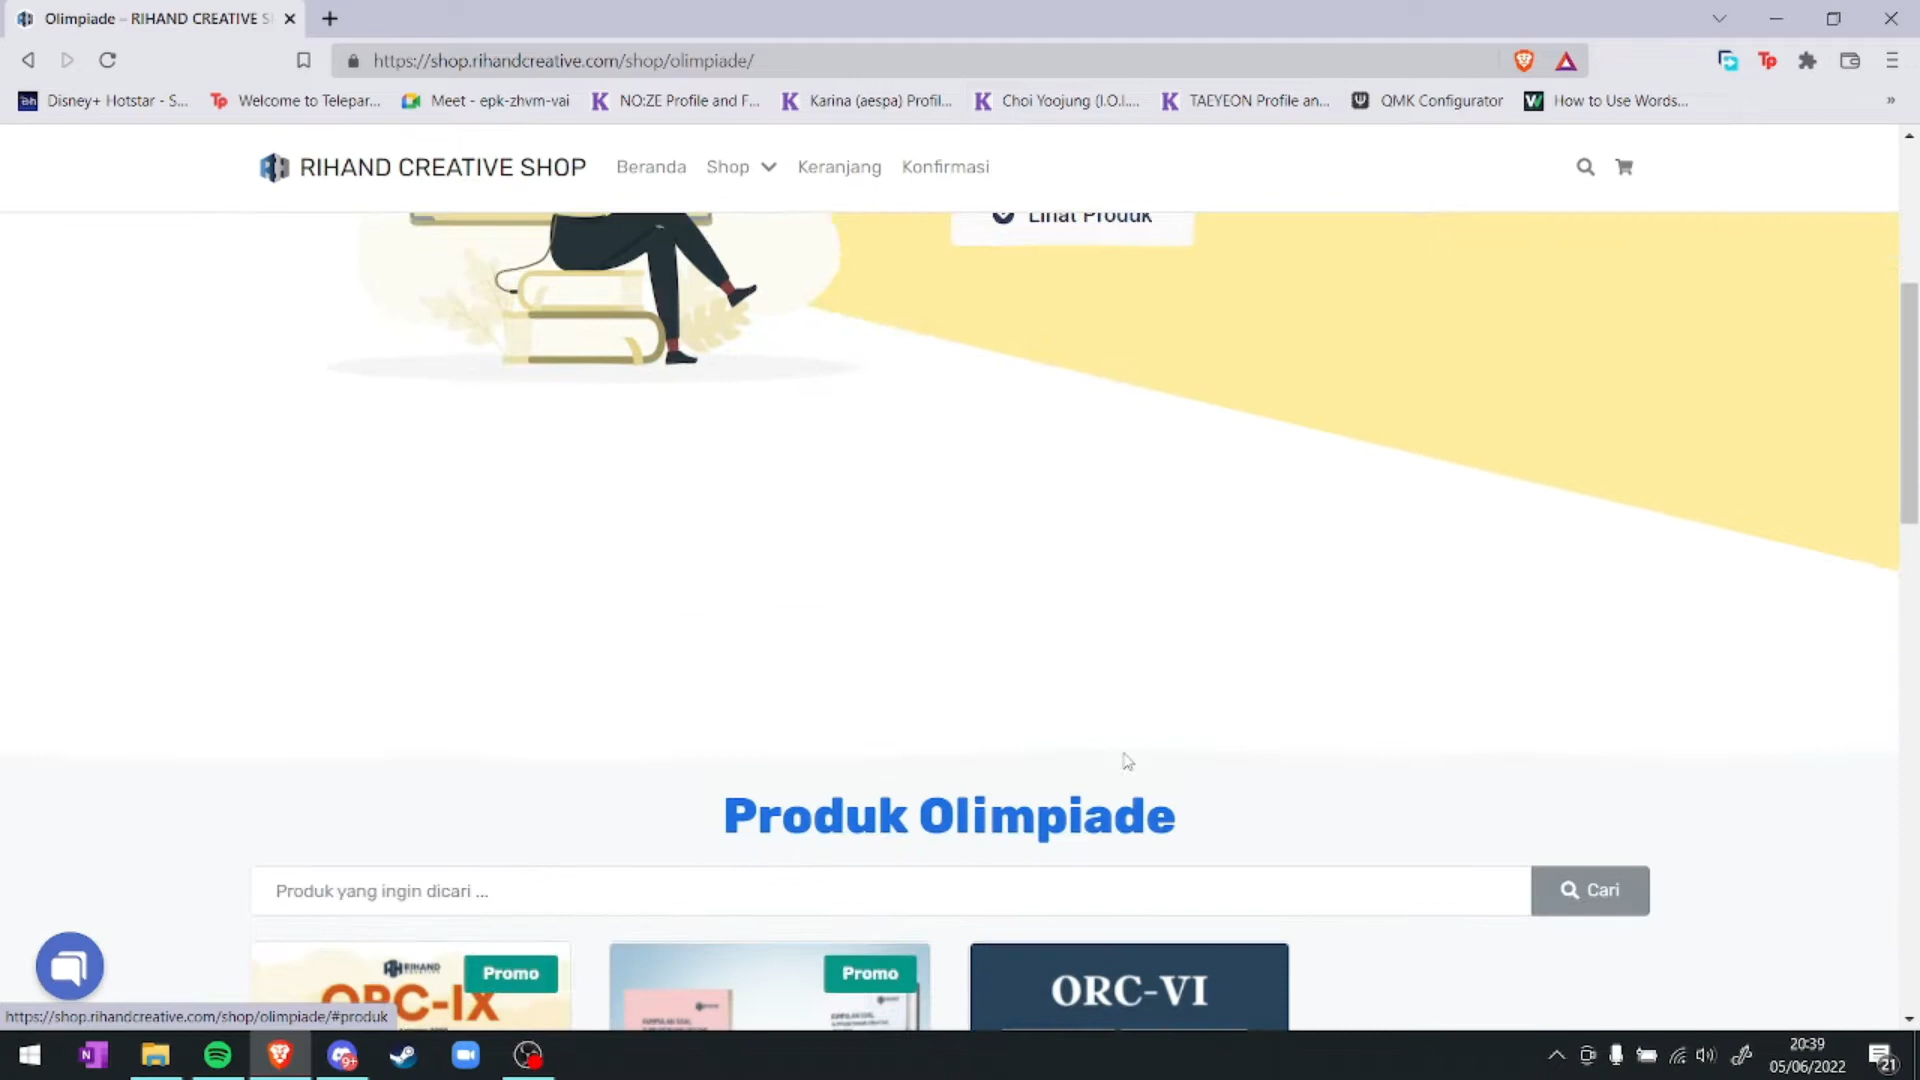 Olimpiade – RIHAND CREATIVE S
https://shop.rihandcreative.com/shop/olimpiade/
Disney+ Hotstar - S... Welcome to Telepar... Meet - epk-zhvm-vai NO:ZE Profile and F... Karina (aespa) Profil... Choi Yoojung (I.O.I.... TAEYEON Profile an... QMK Configurator How to Use Words...
RIHAND CREATIVE SHOP Beranda Shop Keranjang Konfirmasi
Lihat Produk
Produk Olimpiade
Produk yang ingin dicari ... Cari
RIHAND Promo Promo
ORC-IX ORC-VI
https://shop.rihandcreative.com/shop/olimpiade/#produk
20:39
05/06/2022
21
9+